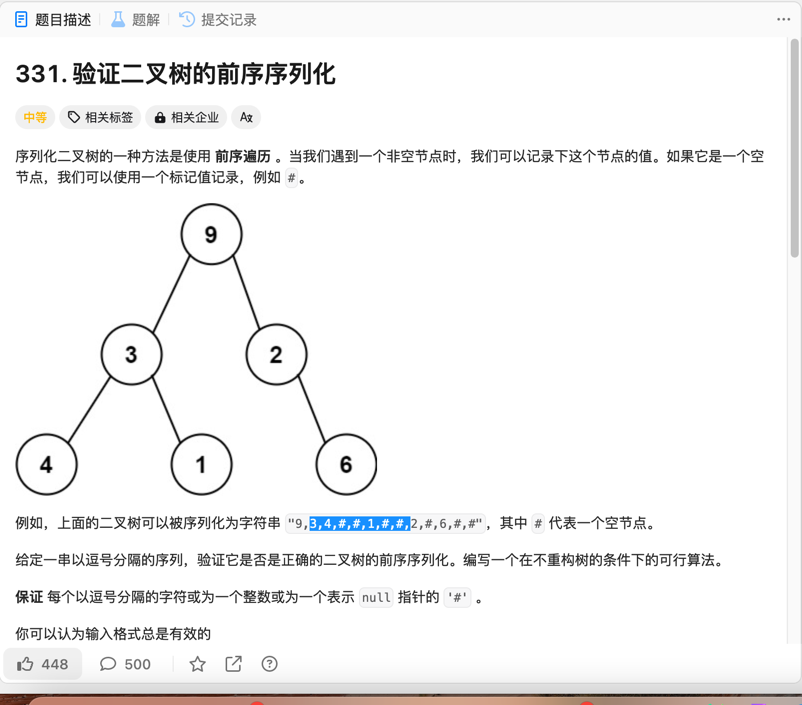 题目描述 题解 提交记录
331. 验证二叉树的前序序列化
中等 相关标签 相关企业 Ax
序列化二叉树的一种方法是使用 前序遍历 。当我们遇到一个非空节点时，我们可以记录下这个节点的值。如果它是一个空
节点，我们可以使用一个标记值记录，例如 #。
9
3 2
4 1 6
例如，上面的二叉树可以被序列化为字符串 "9,3,4,#,#,1,#,#,2,#,6,#,#"，其中 # 代表一个空节点。
给定一串以逗号分隔的序列，验证它是否是正确的二叉树的前序序列化。编写一个在不重构树的条件下的可行算法。
保证 每个以逗号分隔的字符或为一个整数或为一个表示 null 指针的 '#' 。
你可以认为输入格式总是有效的
448 500